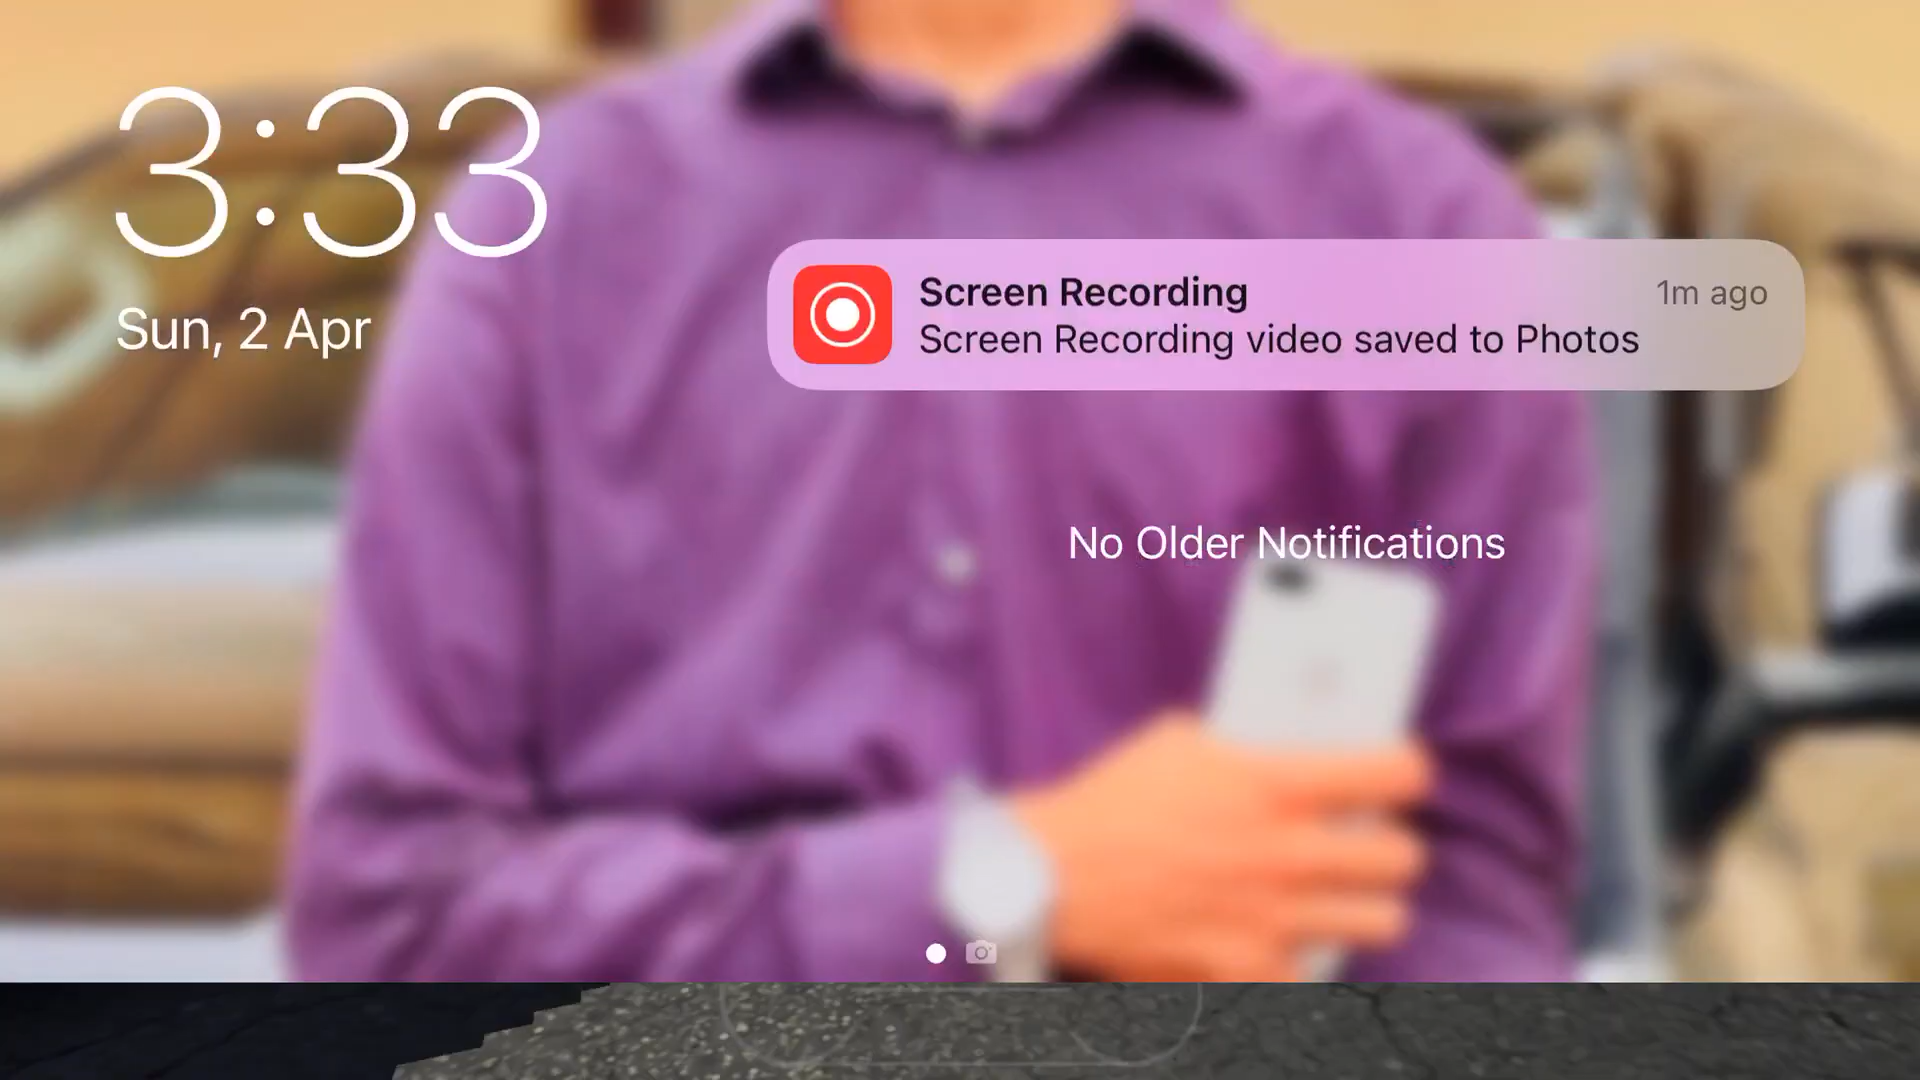 3:33
Sun, 2 Apr
Screen Recording
1m ago
Screen Recording video saved to Photos
No Older Notifications